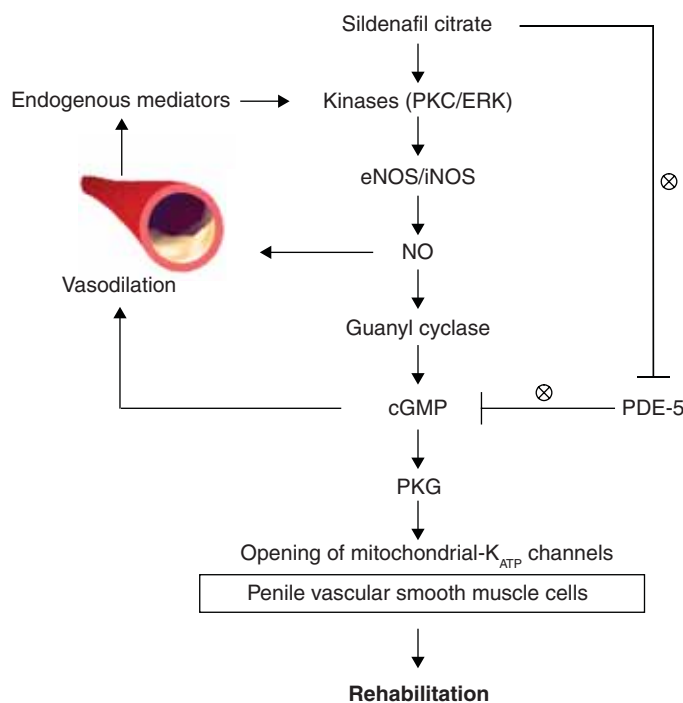 Sildenafil citrate
Endogenous mediators
Kinases (PKC/ERK)
eNOS/iNOS
NO
Vasodilation
Guanyl cyclase
cGMP
PDE-5
PKG
Opening of mitochondrial-KATP channels
Penile vascular smooth muscle cells
Rehabilitation